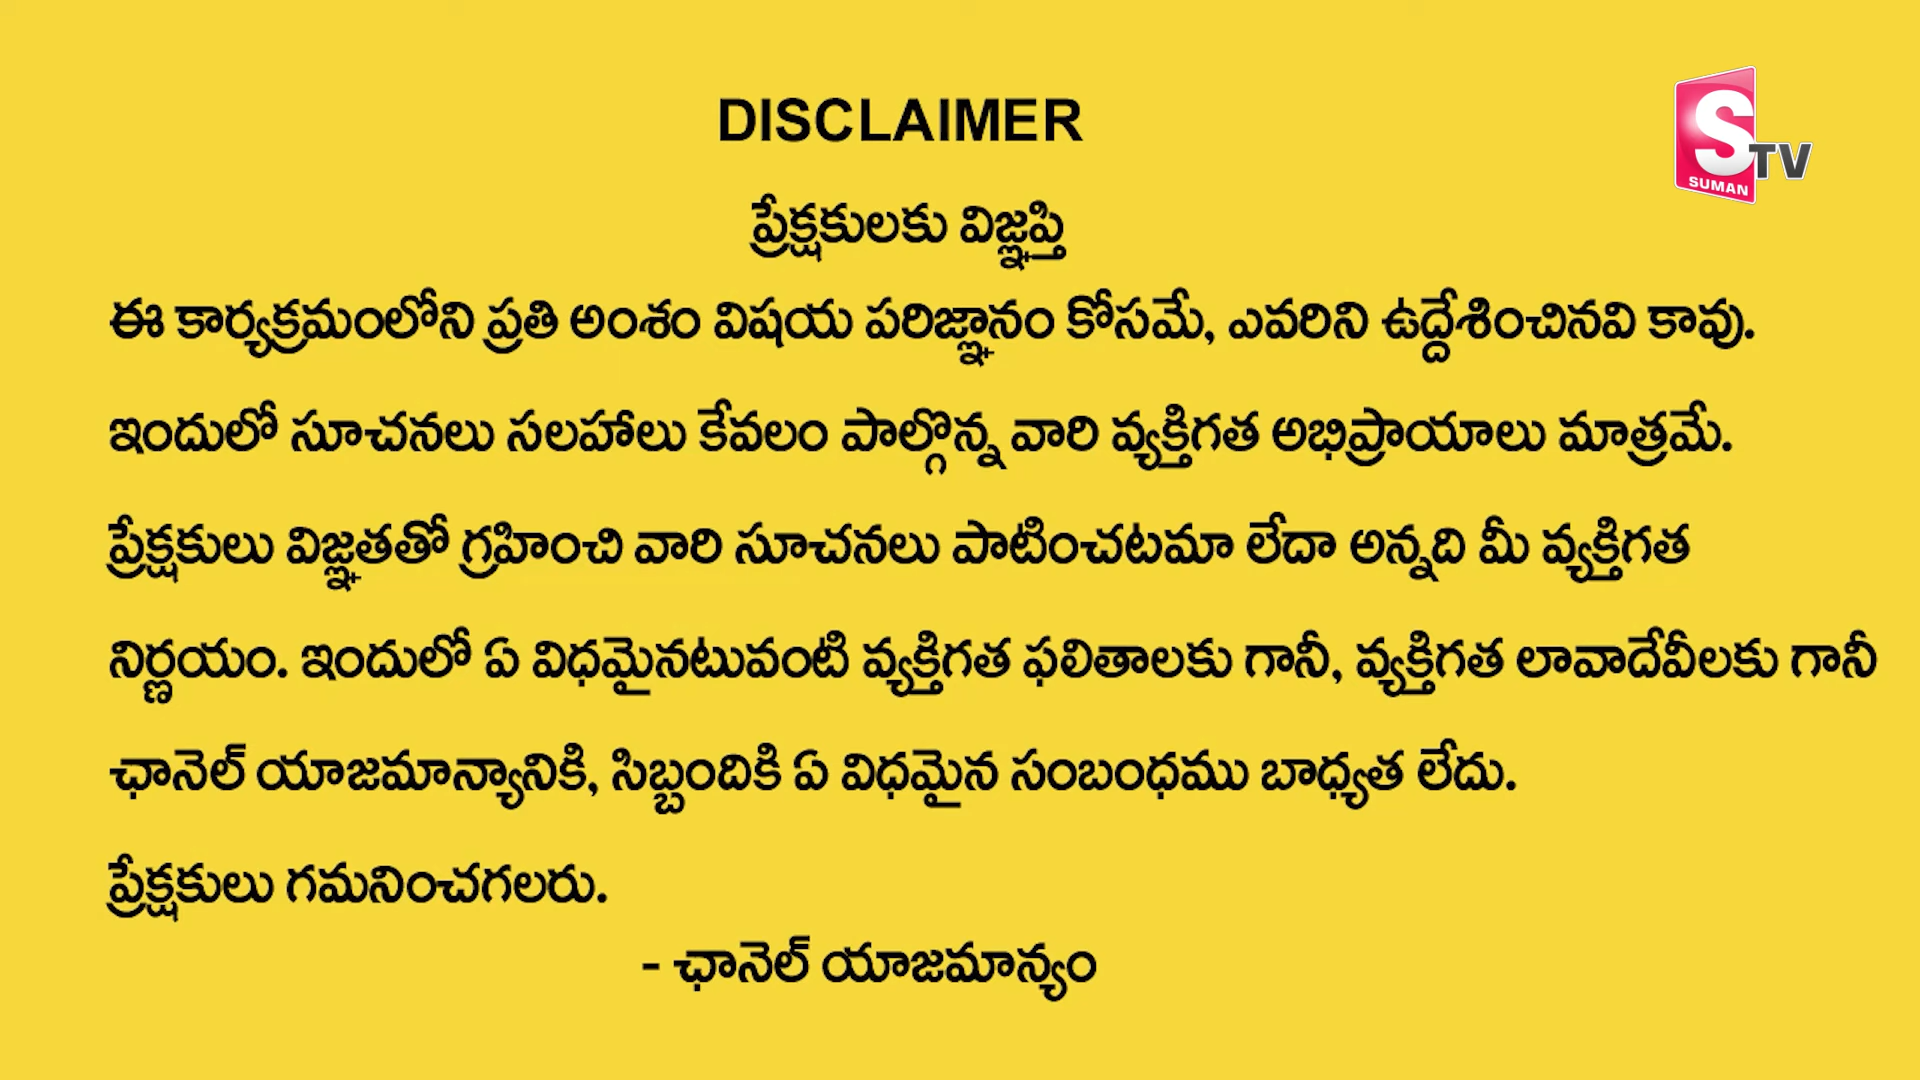 DISCLAIMER
S TV
SUMAN
ప్రేక్షకులకు విజ్ఞప్తి
ఈ కార్యక్రమంలోని ప్రతి అంశం విషయ పరిజ్ఞానం కోసమే, ఎవరిని ఉద్దేశించినవి కావు.
ఇందులో సూచనలు సలహాలు కేవలం పాల్గొన్న వారి వ్యక్తిగత అభిప్రాయాలు మాత్రమే.
ప్రేక్షకులు విజ్ఞతతో గ్రహించి వారి సూచనలు పాటించటమా లేదా అన్నది మీ వ్యక్తిగత
నిర్ణయం. ఇందులో ఏ విధమైనటువంటి వ్యక్తిగత ఫలితాలకు గానీ, వ్యక్తిగత లావాదేవీలకు గానీ
ఛానెల్ యాజమాన్యానికి, సిబ్బందికి ఏ విధమైన సంబంధము బాధ్యత లేదు.
ప్రేక్షకులు గమనించగలరు.
- ఛానెల్ యాజమాన్యం